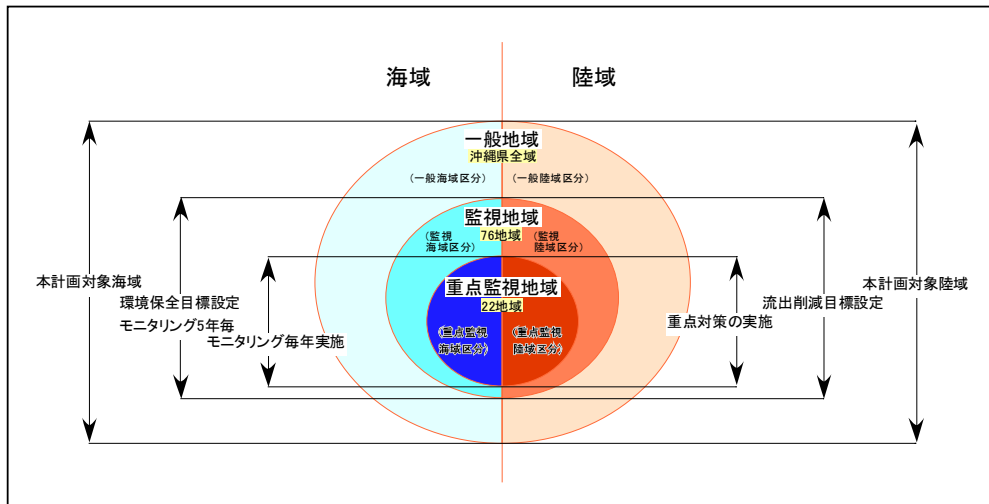 海域
陸域
一般地域
沖縄県全域
（一般海域区分）
（一般陸域区分）
監視地域
76地域
（監視
海域区分）
（監視
陸域区分）
重点監視地域
22地域
（重点監視
海域区分）
（重点監視
陸域区分）
本計画対象海域
環境保全目標設定
モニタリング5年毎
モニタリング毎年実施
重点対策の実施
流出削減目標設定
本計画対象陸域